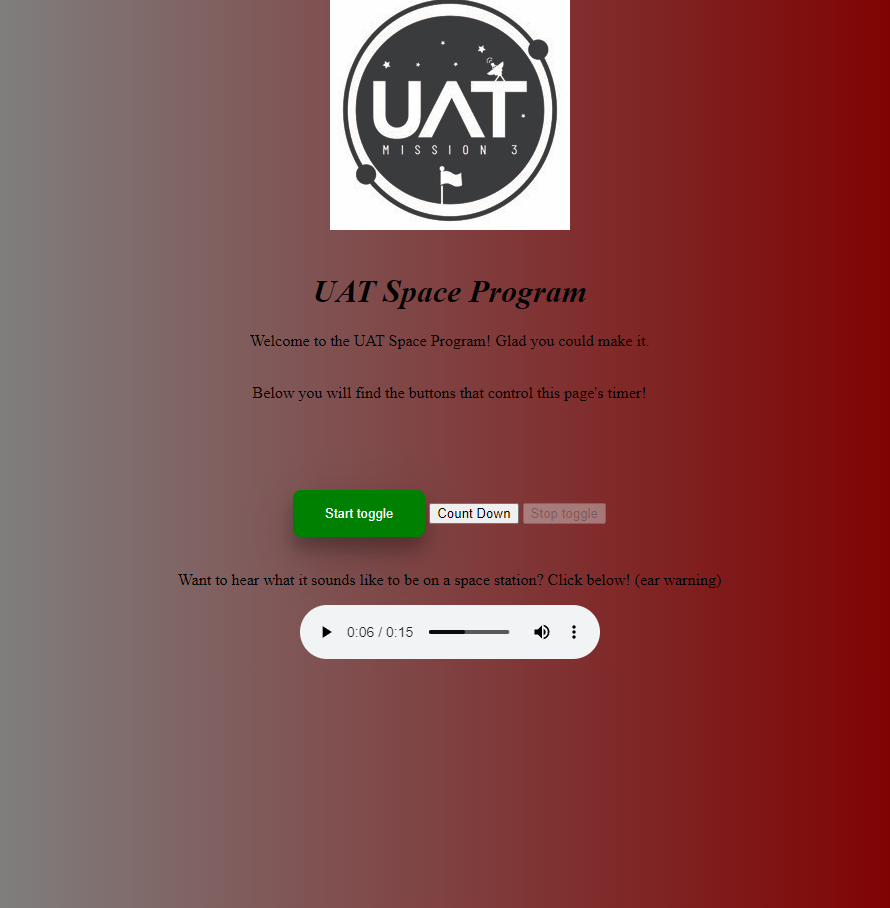 UAT
MISSION 3
UAT Space Program
Welcome to the UAT Space Program! Glad you could make it.
Below you will find the buttons that control this page's timer!
Start toggle Count Down Stop toggle
Want to hear what it sounds like to be on a space station? Click below! (ear warning)
0:06 / 0:15